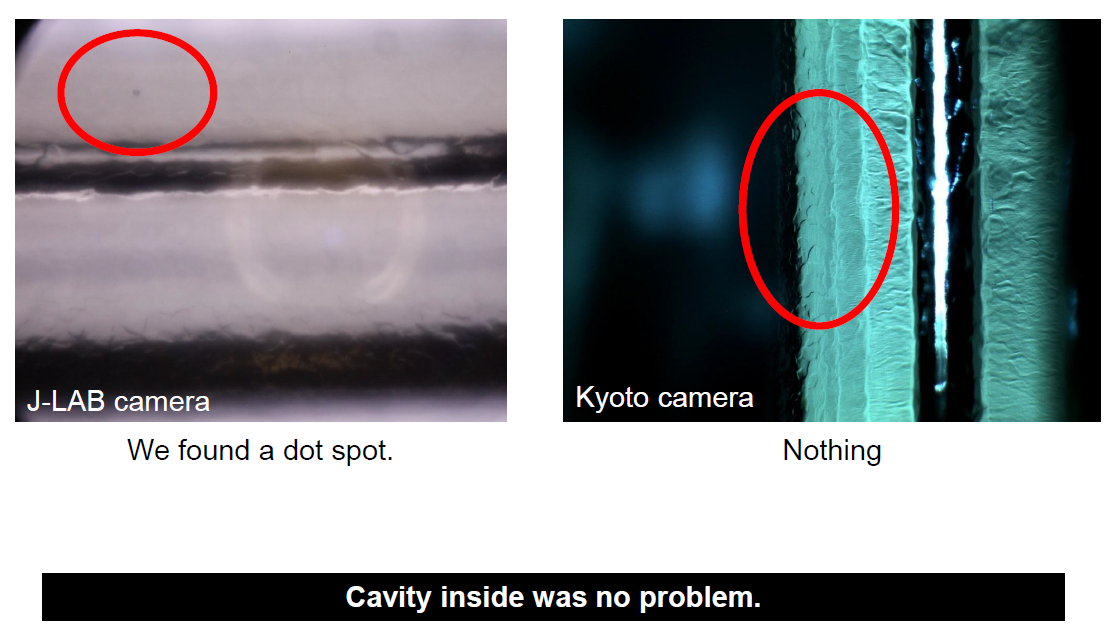 J-LAB camera
Kyoto camera
We found a dot spot.
Nothing
Cavity inside was no problem.